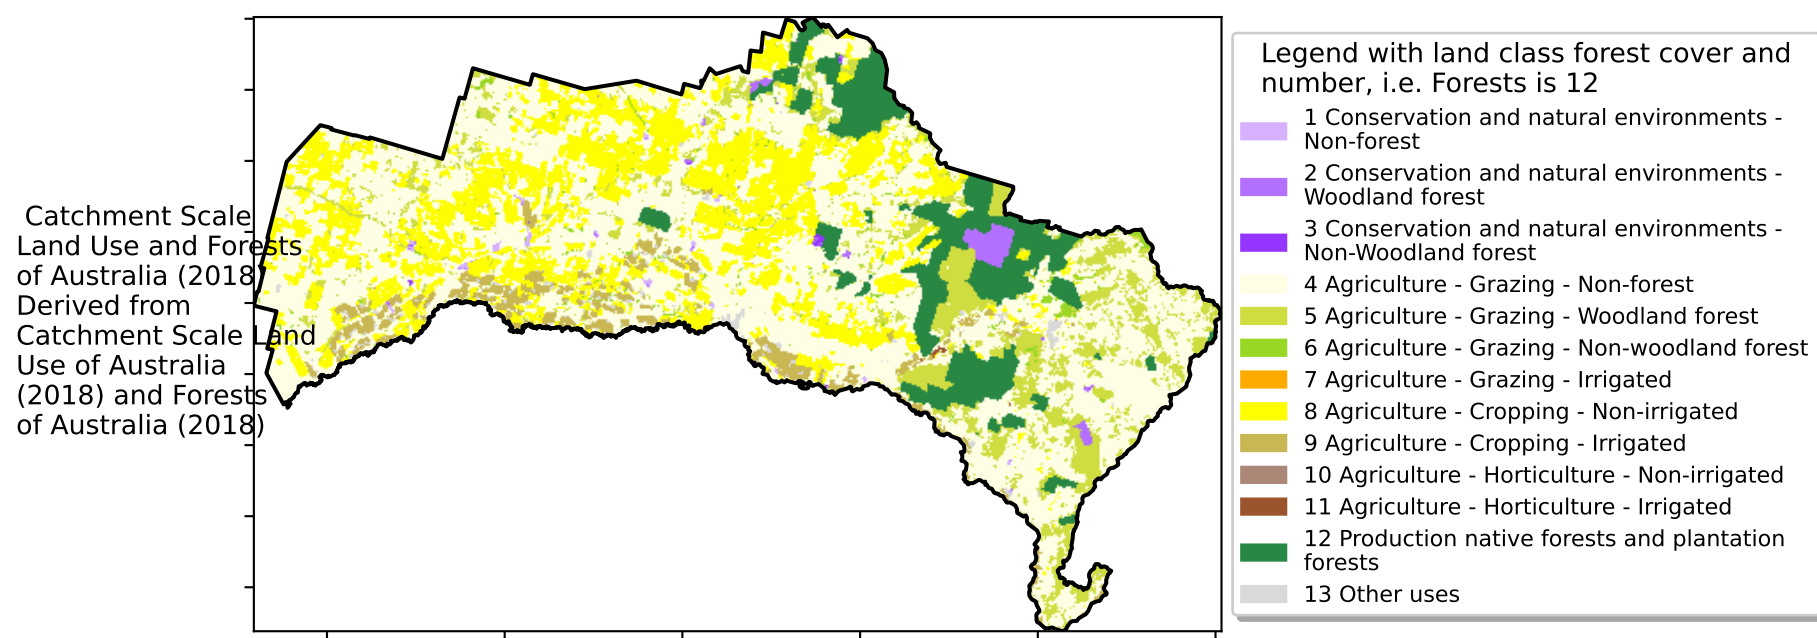 Catchment Scale
Land Use and Forests
of Australia (2018)
Derived from
Catchment Scale Land
Use of Australia
(2018) and Forests
of Australia (2018)
Legend with land class forest cover and
number, i.e. Forests is 12
1 Conservation and natural environments -
Non-forest
2 Conservation and natural environments -
Woodland forest
3 Conservation and natural environments -
Non-Woodland forest
4 Agriculture - Grazing - Non-forest
5 Agriculture - Grazing - Woodland forest
6 Agriculture - Grazing - Non-woodland forest
7 Agriculture - Grazing - Irrigated
8 Agriculture - Cropping - Non-irrigated
9 Agriculture - Cropping - Irrigated
10 Agriculture - Horticulture - Non-irrigated
11 Agriculture - Horticulture - Irrigated
12 Production native forests and plantation
forests
13 Other uses